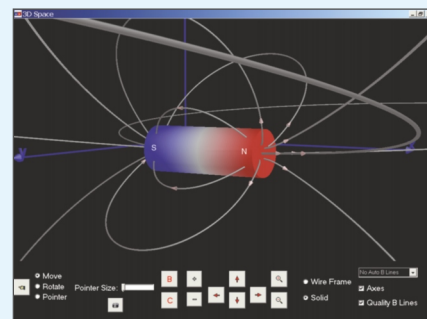 3D Space
S
N
Move
Rotate
Pointer
Pointer Size:
B
C
Wire Frame
Solid
No Auto B Lines
Axes
Quality B Lines